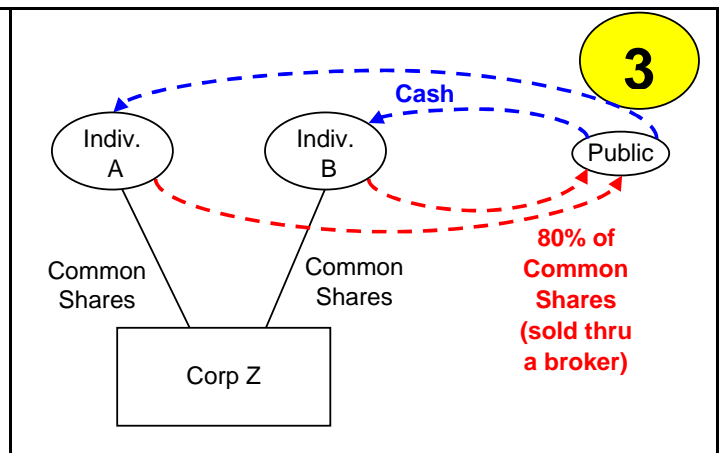 3
Cash
Indiv.
A
Indiv.
B
Public
Common
Shares
Common
Shares
80% of
Common
Shares
(sold thru
a broker)
Corp Z